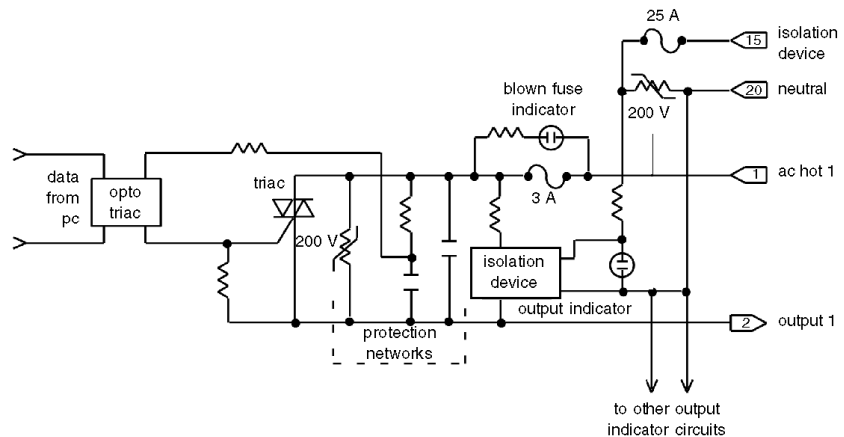 25 A
15
isolation
device
20
neutral
200 V
blown fuse
indicator
1
ac hot 1
3 A
data
from
pc
opto
triac
triac
200 V
isolation
device
output indicator
2
output 1
protection
networks
to other output
indicator circuits